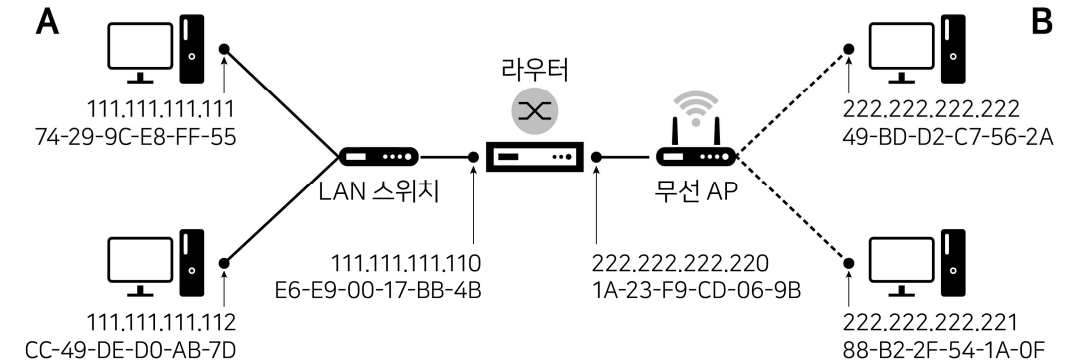 A
B
111.111.111.111
74-29-9C-E8-FF-55
라우터
222.222.222.222
49-BD-D2-C7-56-2A
LAN 스위치
무선 AP
111.111.111.110
E6-E9-00-17-BB-4B
222.222.222.220
1A-23-F9-CD-06-9B
111.111.111.112
CC-49-DE-D0-AB-7D
222.222.222.221
88-B2-2F-54-1A-0F